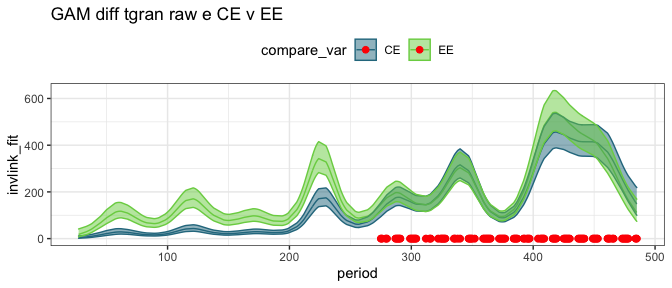 GAM diff tgran raw e CE v EE
compare_var CE EE
600
400
200
0
invlink_fit
100 200 300 400 500
period